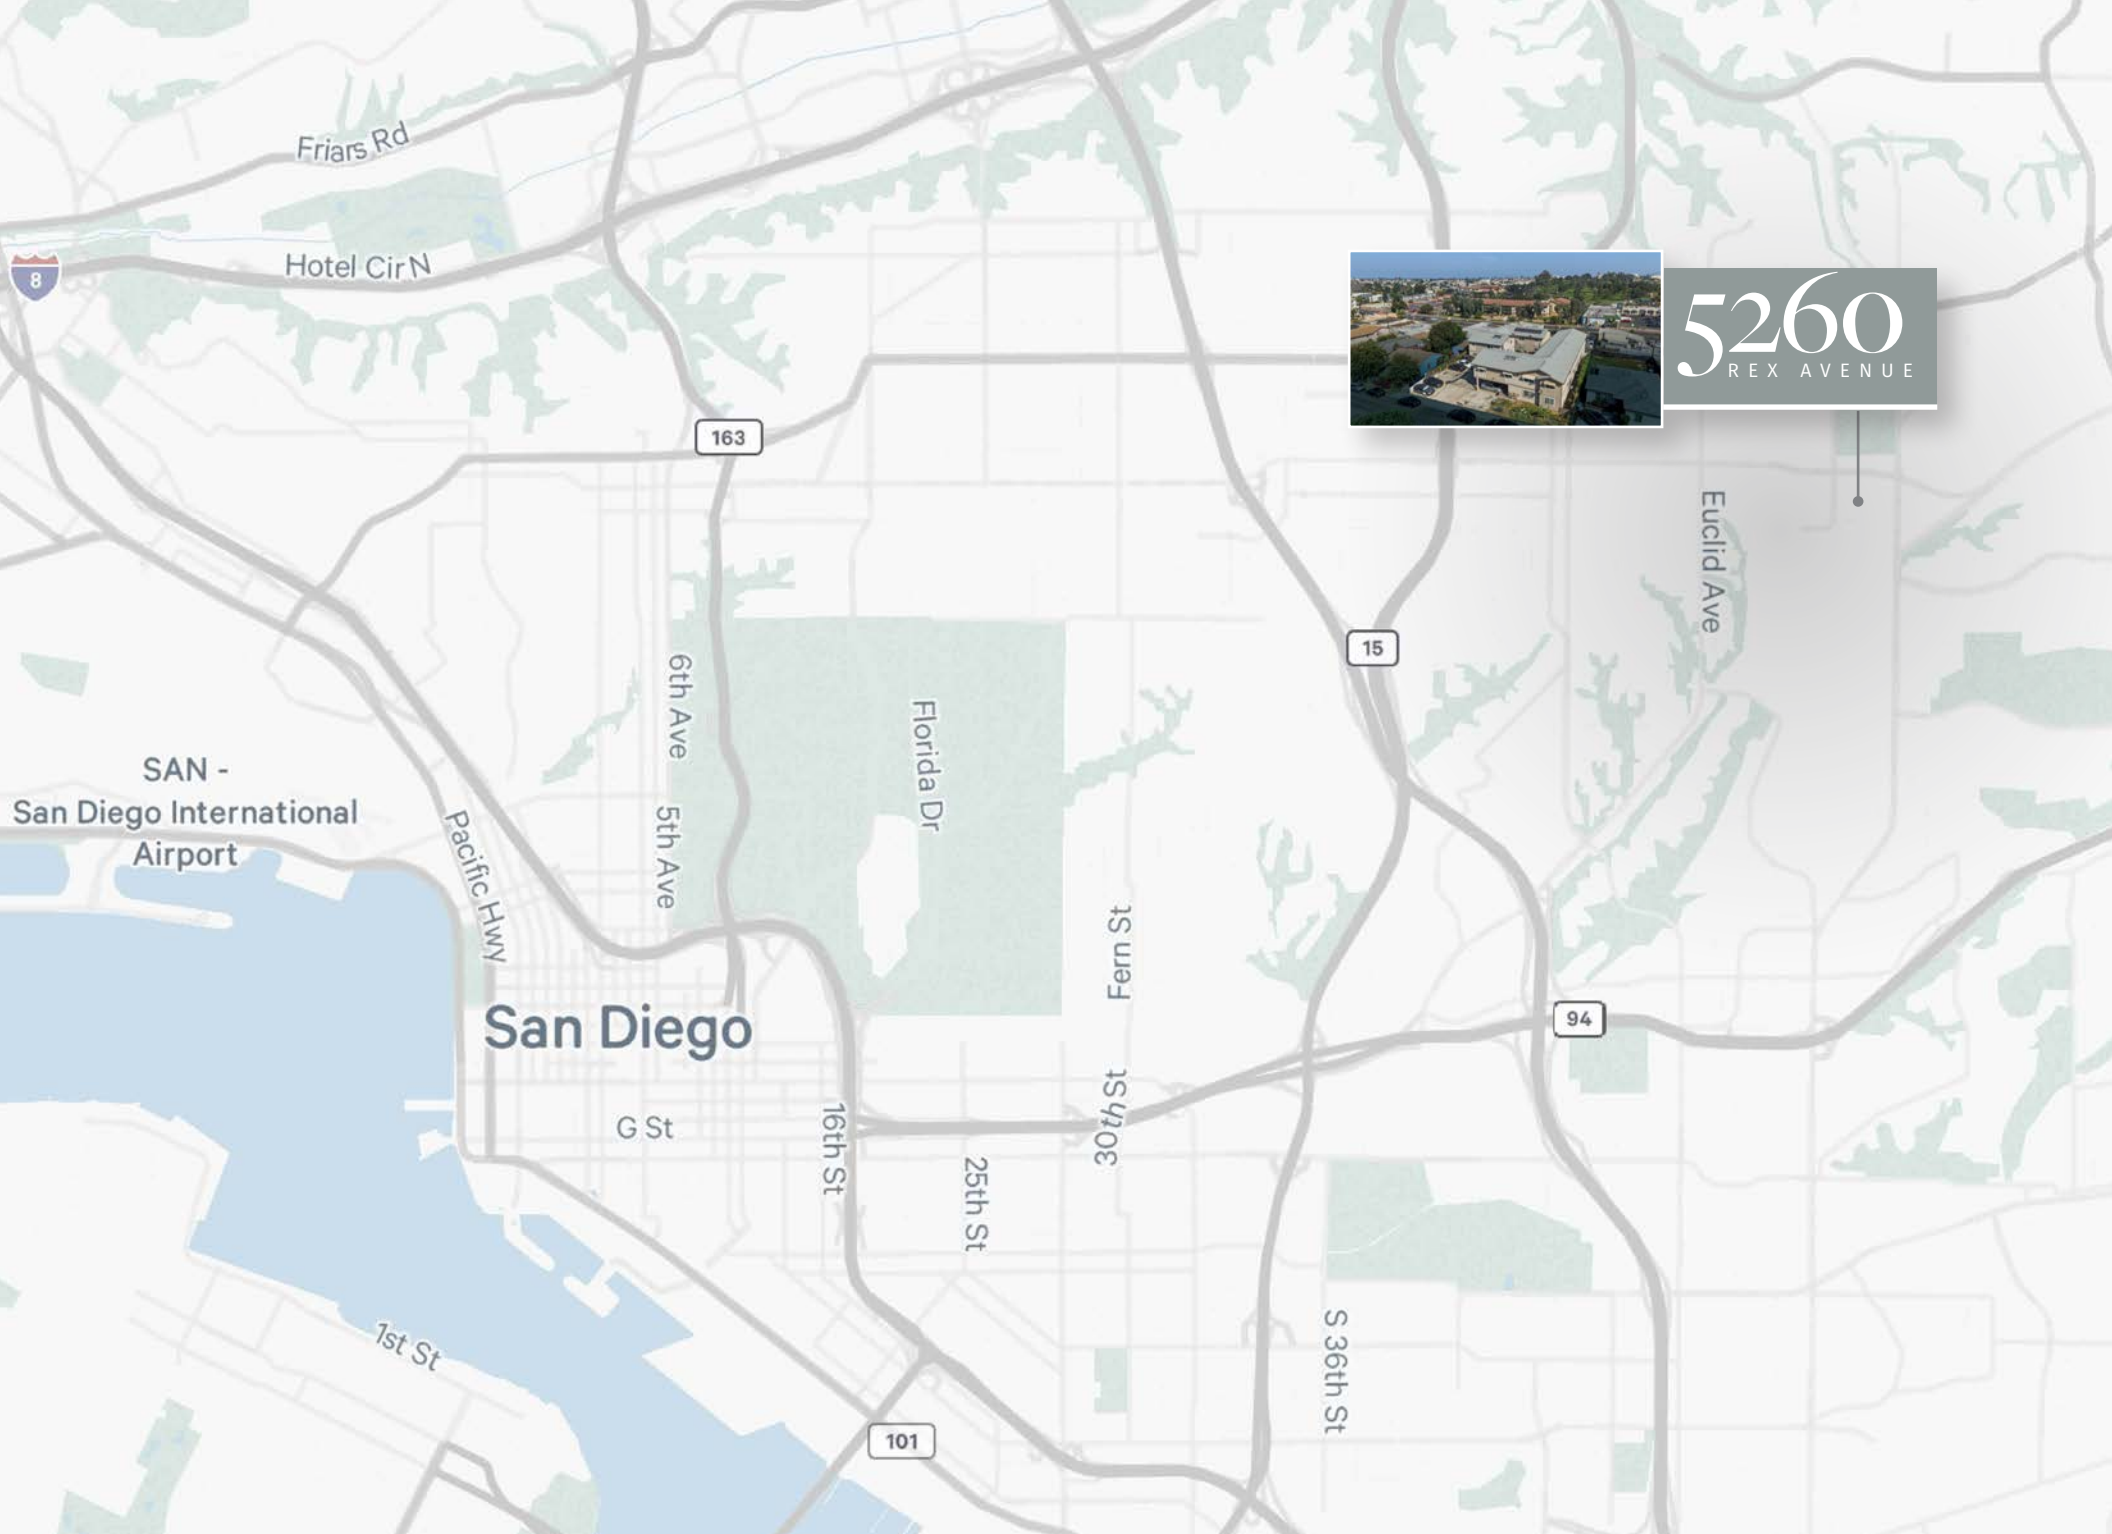 Friars Rd
Hotel Cir N
8
5260
REX AVENUE
163
Euclid Ave
15
6th Ave
Florida Dr
SAN -
San Diego International
Airport
5th Ave
Pacific Hwy
Fern St
San Diego
94
30th St
G St
16th St
25th St
1st St
S 36th St
101